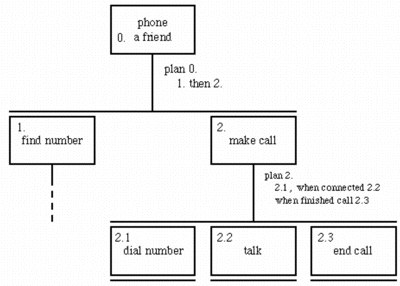 phone
0. a friend
plan 0.
1. then 2.
1.
find number
2.
make call
plan 2.
2.1 , when connected 2.2
when finished call 2.3
2.1
dial number
2.2
talk
2.3
end call